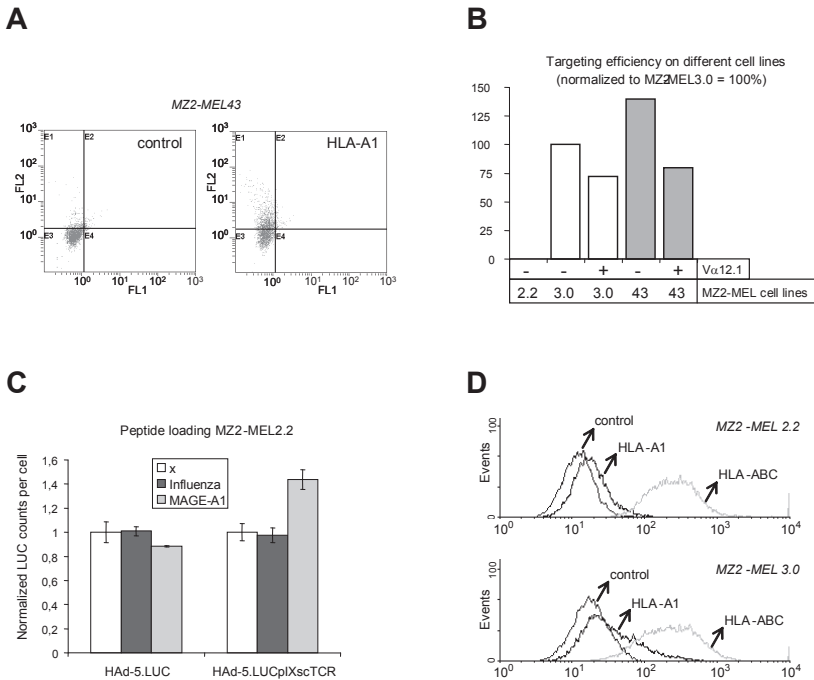 A
MZ2-MEL43
10³
10²
10¹
10⁰
FL2
E1
E2
E3
E4
control
10⁰ 10¹ 10² 10³
FL1
10³
10²
10¹
10⁰
FL2
E1
E2
E3
E4
HLA-A1
10⁰ 10¹ 10² 10³
FL1
B
Targeting efficiency on different cell lines
(normalized to MZ2-MEL3.0 = 100%)
150
125
100
75
50
25
0
- - + - + Vα12.1
2.2 3.0 3.0 43 43 MZ2-MEL cell lines
C
Peptide loading MZ2-MEL2.2
Normalized LUC counts per cell
1,6
1,4
1,2
1
0,8
0,6
0,4
0,2
0
x
Influenza
MAGE-A1
HAd-5.LUC HAd-5.LUCpIXscTCR
D
MZ2 -MEL 2.2
100
0
Events
control
HLA-A1
HLA-ABC
10⁰ 10¹ 10² 10³ 10⁴
MZ2 -MEL 3.0
100
0
Events
control
HLA-A1
HLA-ABC
10⁰ 10¹ 10² 10³ 10⁴